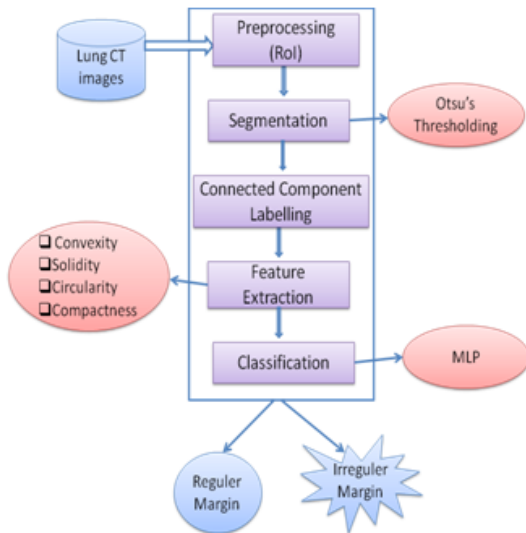 Lung CT
images
Preprocessing
(RoI)
Segmentation
Otsu's
Thresholding
Connected Component
Labelling
Convexity
Solidity
Circularity
Compactness
Feature
Extraction
Classification
MLP
Reguler
Margin
Irreguler
Margin